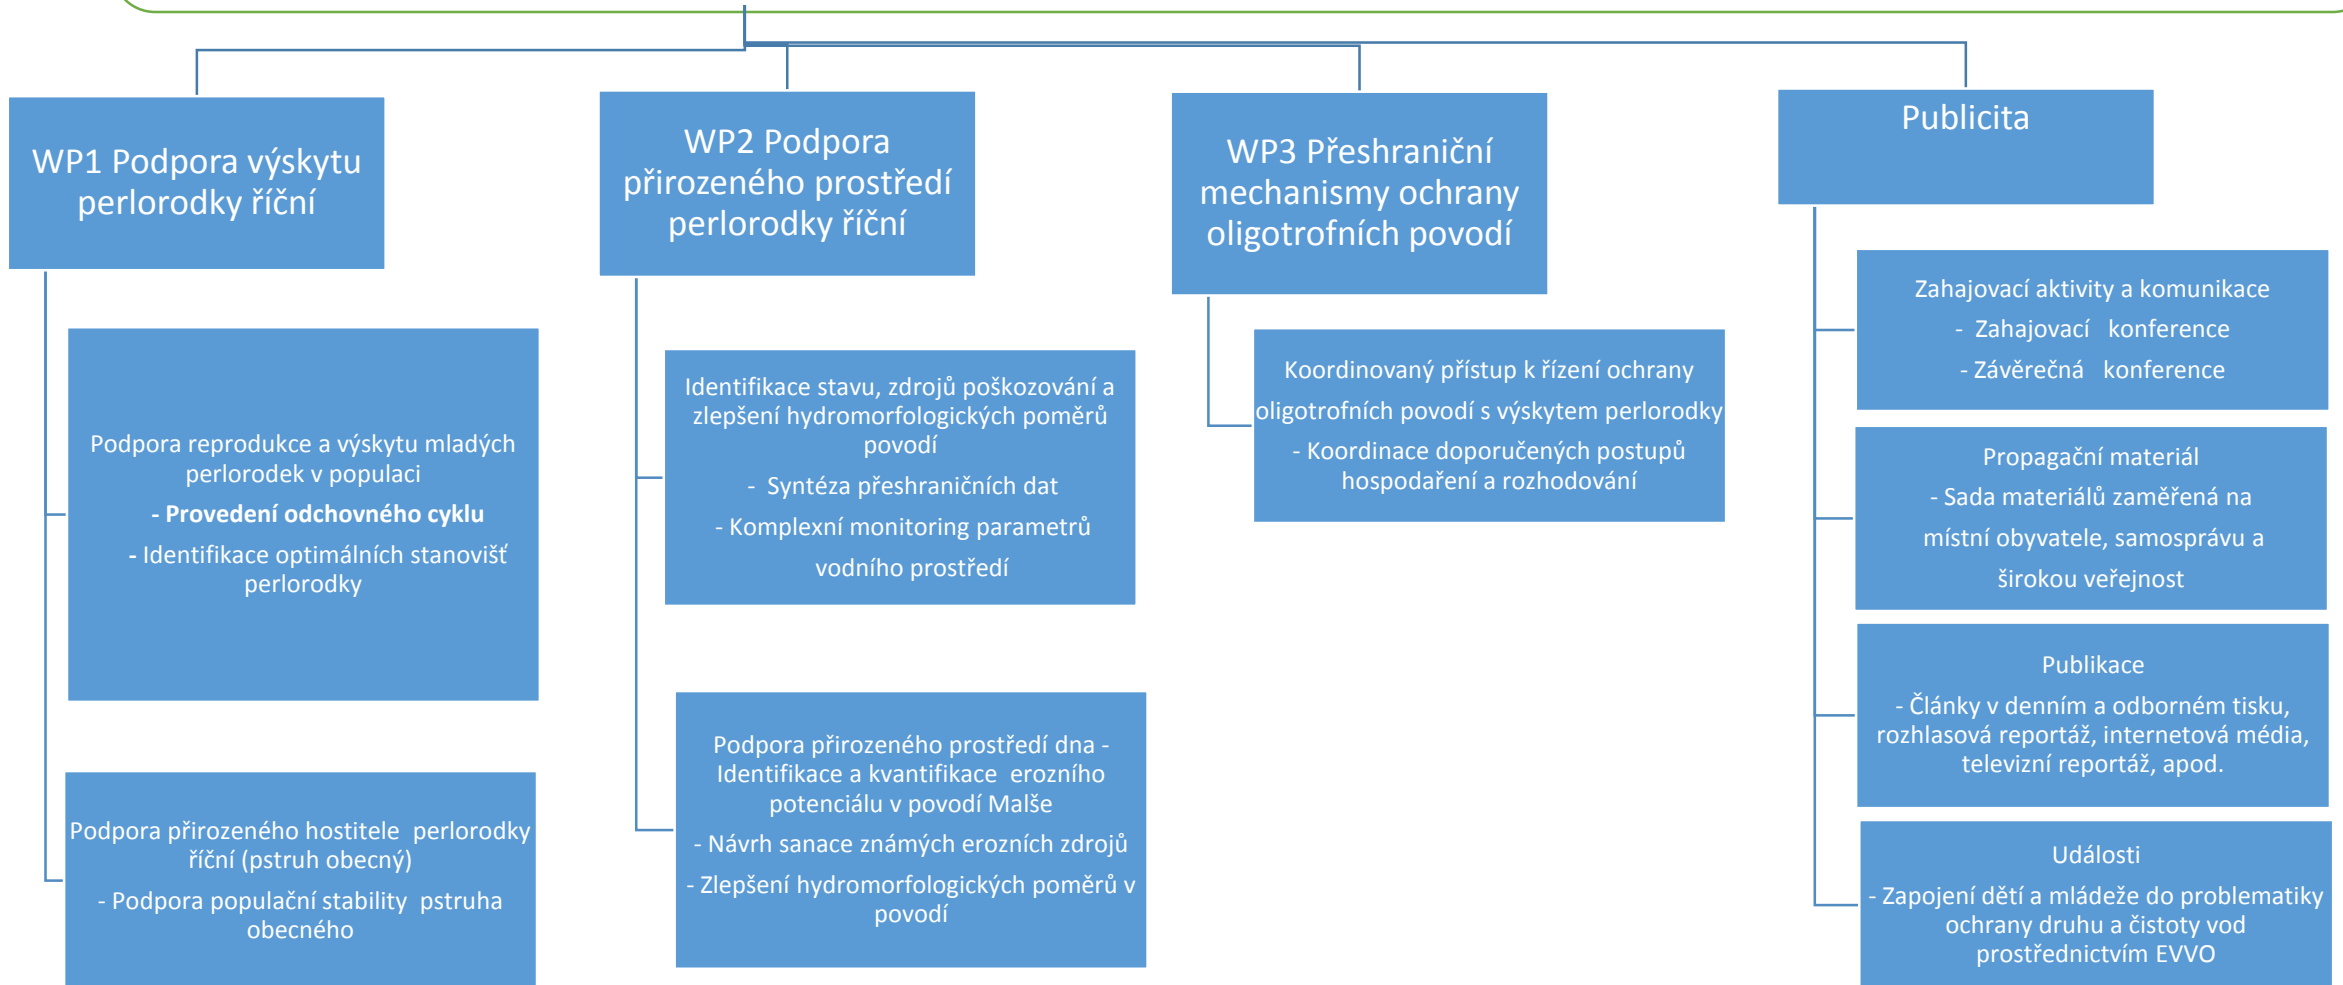 WP1 Podpora výskytu
perlorodky říční
Podpora reprodukce a výskytu mladých
perlorodek v populaci
- Provedení odchovného cyklu
- Identifikace optimálních stanovišť
perlorodky
Podpora přirozeného hostitele perlorodky
říční (pstruh obecný)
- Podpora populační stability pstruha
obecného
WP2 Podpora
přirozeného prostředí
perlorodky říční
Identifikace stavu, zdrojů poškozování a
zlepšení hydromorfologických poměrů
povodí
- Syntéza přeshraničních dat
- Komplexní monitoring parametrů
vodního prostředí
Podpora přirozeného prostředí dna -
Identifikace a kvantifikace erozního
potenciálu v povodí Malše
- Návrh sanace známých erozních zdrojů
- Zlepšení hydromorfologických poměrů v
povodí
WP3 Přeshraniční
mechanismy ochrany
oligotrofních povodí
Koordinovaný přístup k řízení ochrany
oligotrofních povodí s výskytem perlorodky
- Koordinace doporučených postupů
hospodaření a rozhodování
Publicita
Zahajovací aktivity a komunikace
- Zahajovací konference
- Závěrečná konference
Propagační materiál
- Sada materiálů zaměřená na
místní obyvatele, samosprávu a
širokou veřejnost
Publikace
- Články v denním a odborném tisku,
rozhlasová reportáž, internetová média,
televizní reportáž, apod.
Události
- Zapojení dětí a mládeže do problematiky
ochrany druhu a čistoty vod
prostřednictvím EVVO